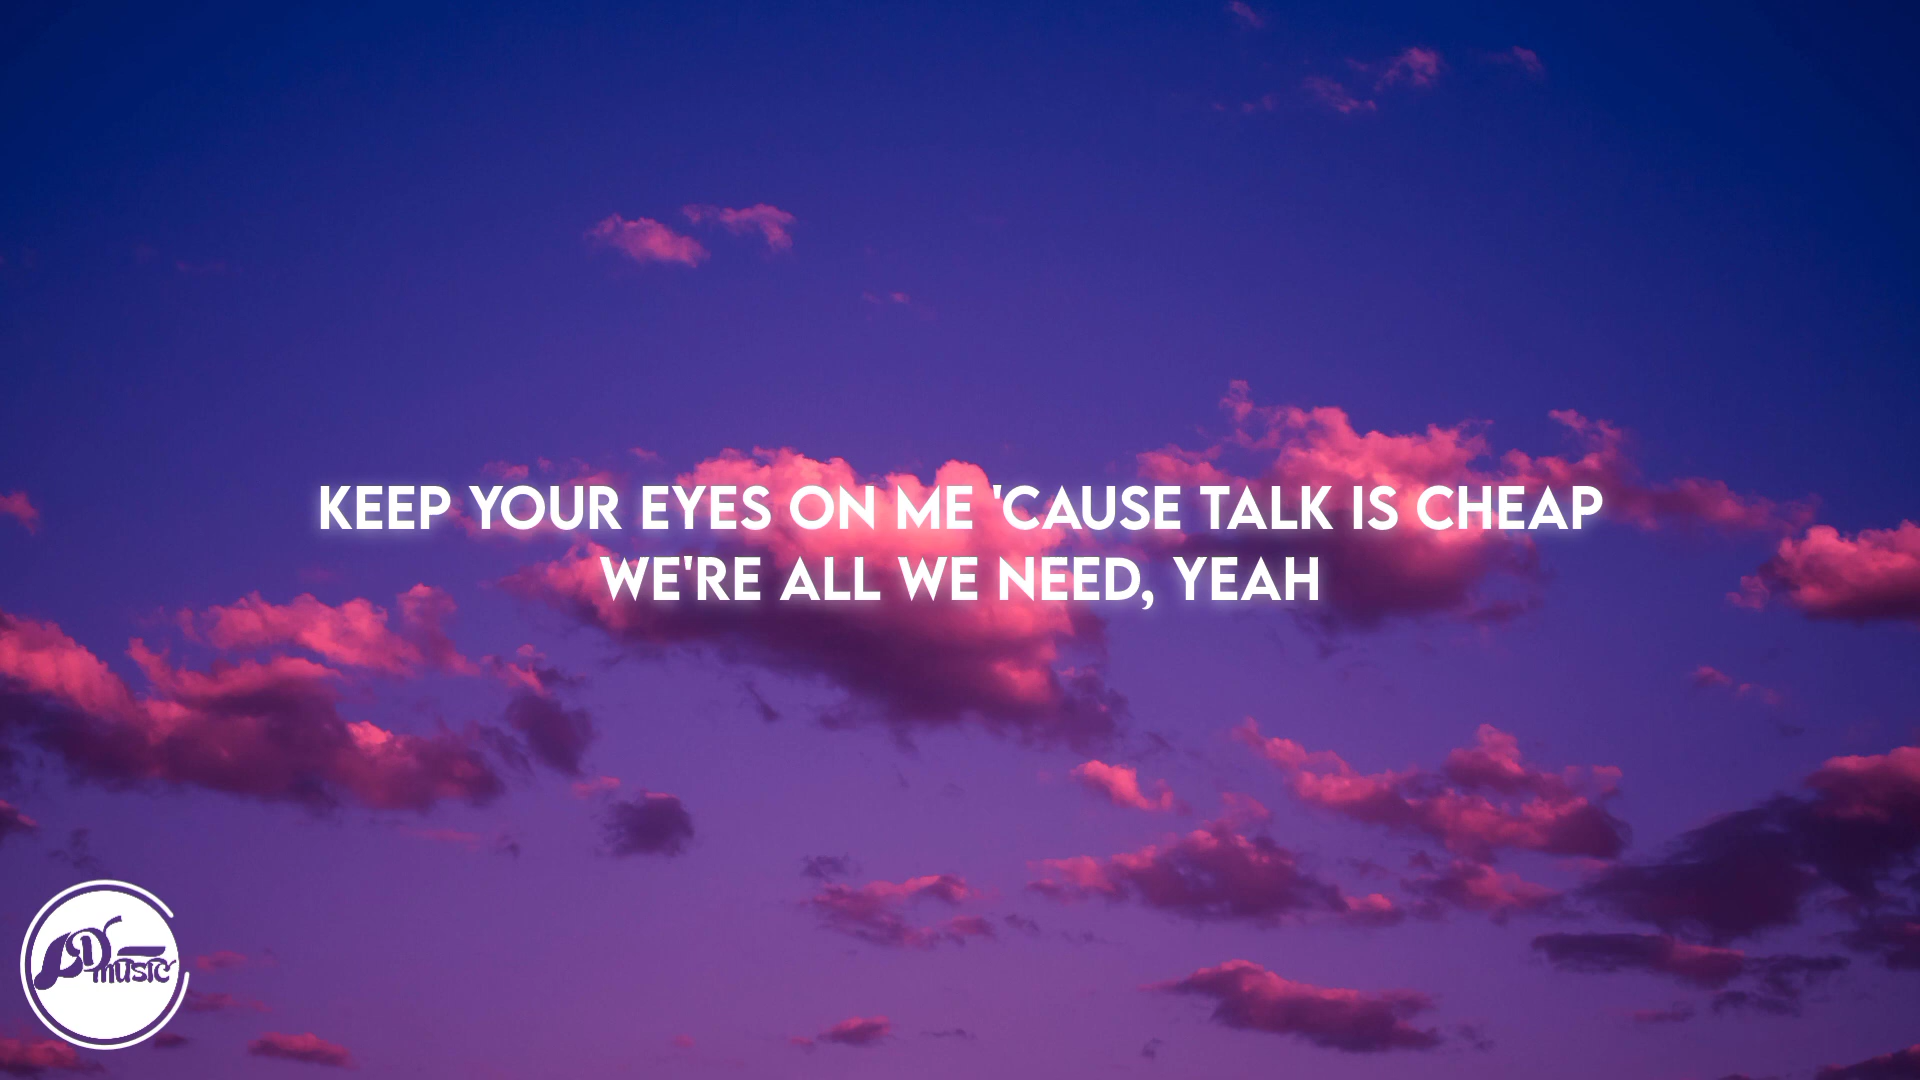 KEEP YOUR EYES ON ME 'CAUSE TALK IS CHEAP
WE'RE ALL WE NEED, YEAH
music